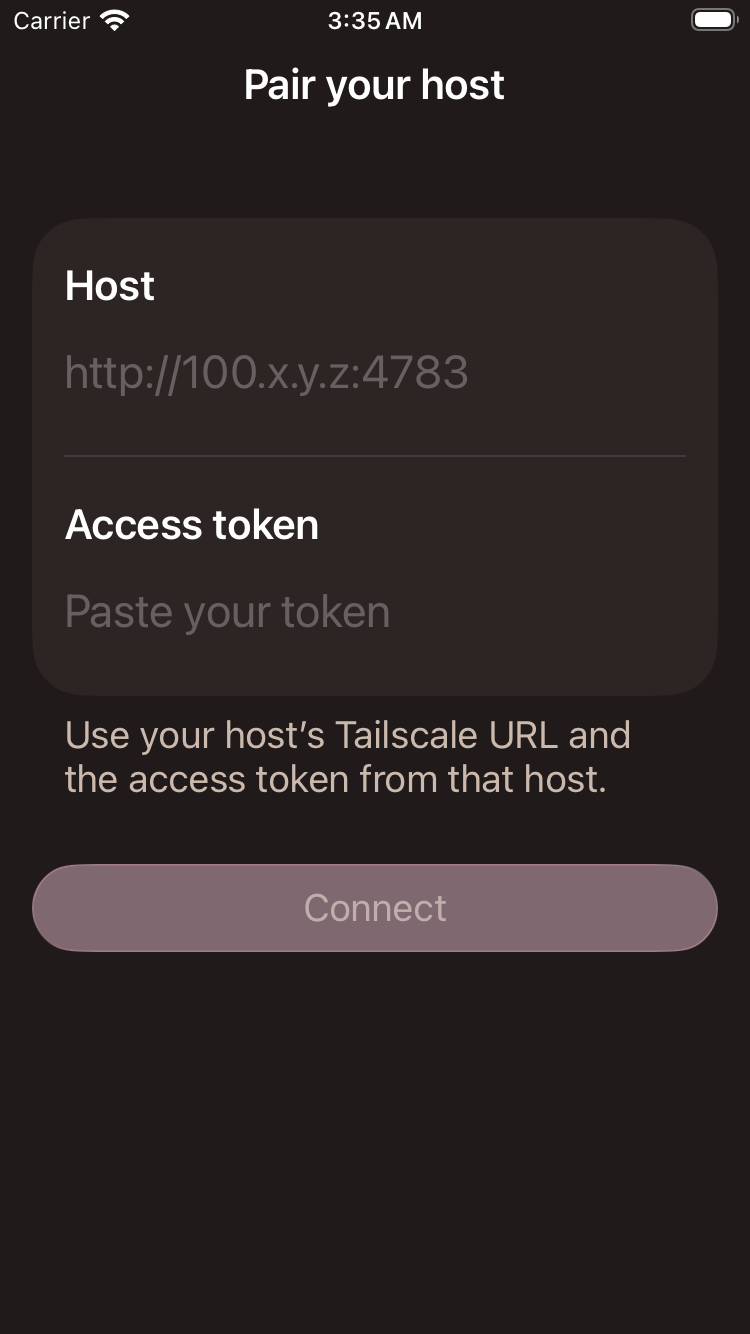 Carrier 3:35 AM
Pair your host
Host
http://100.x.y.z:4783
Access token
Paste your token
Use your host’s Tailscale URL and
the access token from that host.
Connect